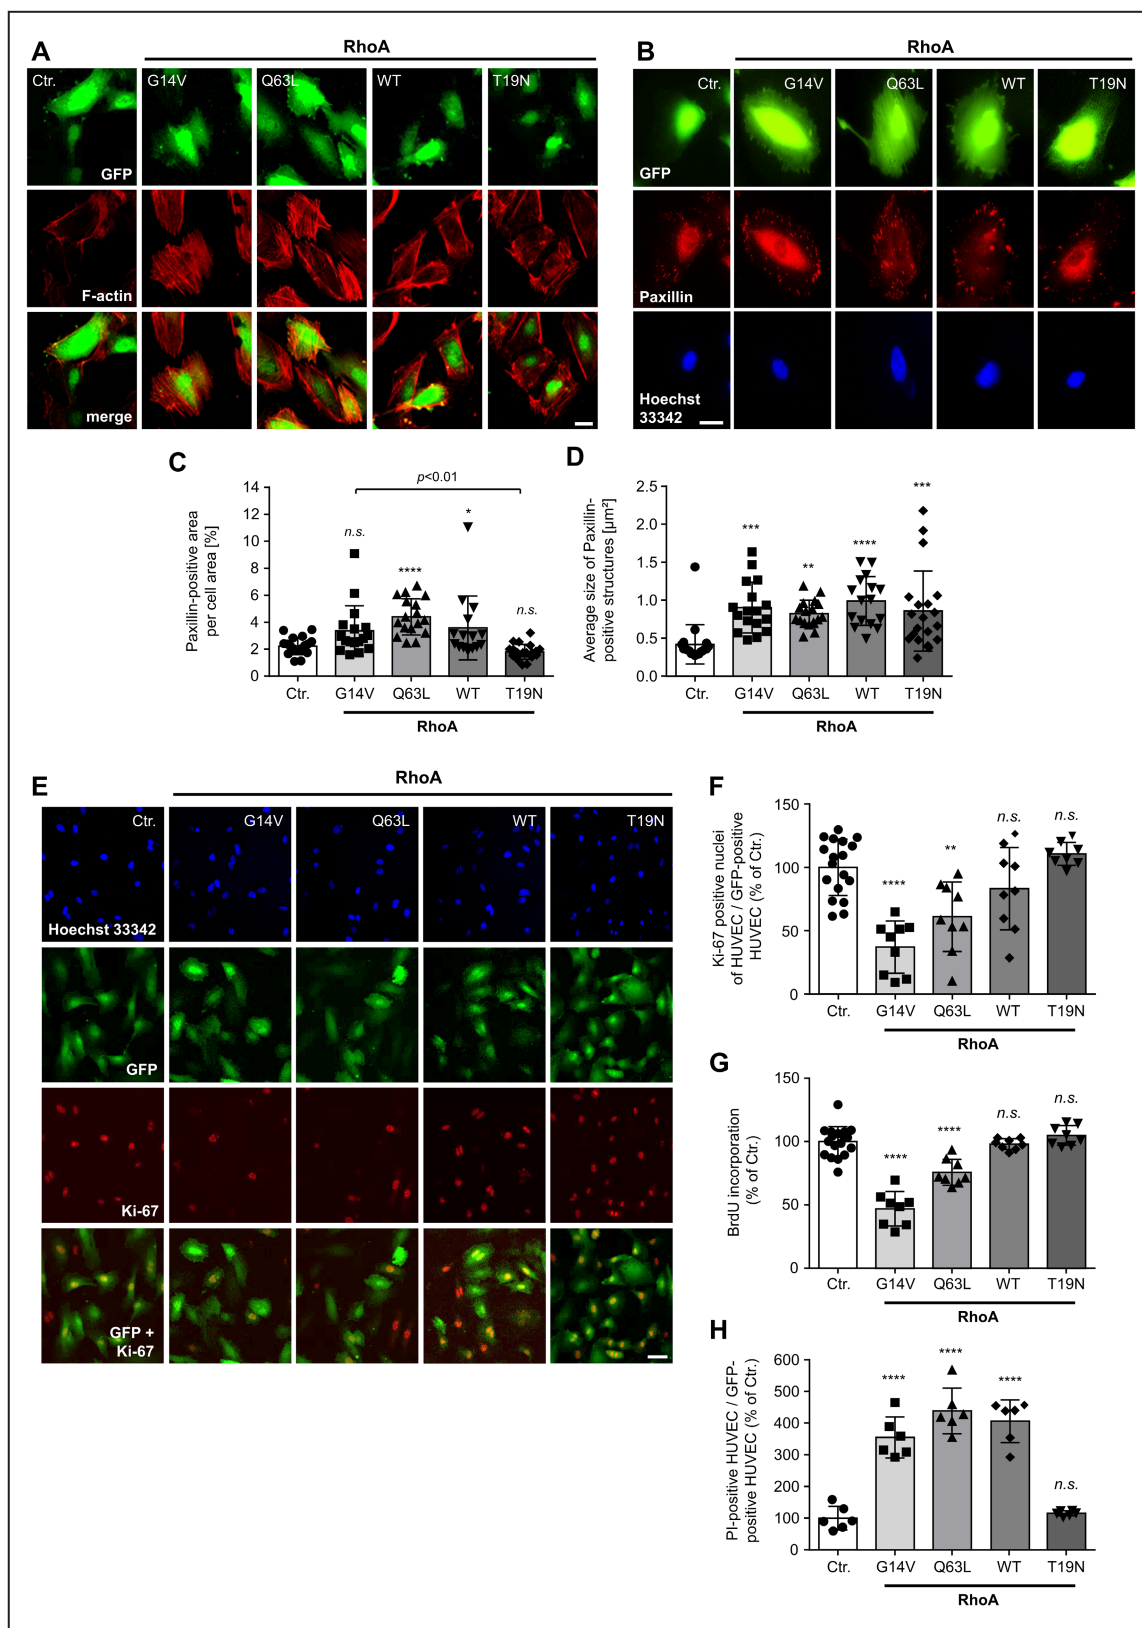 A
RhoA
Ctr.
G14V
Q63L
WT
T19N
GFP
F-actin
merge
B
RhoA
Ctr.
G14V
Q63L
WT
T19N
GFP
Paxillin
Hoechst
33342
C
Paxillin-positive area
per cell area [%]
14
12
10
8
6
4
2
0
p<0.01
n.s.
****
*
n.s.
Ctr.
G14V
Q63L
WT
T19N
RhoA
D
Average size of Paxillin-
positive structures [µm²]
2.5
2.0
1.5
1.0
0.5
0.0
***
**
****
***
Ctr.
G14V
Q63L
WT
T19N
RhoA
E
RhoA
Ctr.
G14V
Q63L
WT
T19N
Hoechst 33342
GFP
Ki-67
GFP +
Ki-67
F
Ki-67 positive nuclei
of HUVEC / GFP-positive
HUVEC (% of Ctr.)
150
100
50
0
****
**
n.s.
n.s.
Ctr.
G14V
Q63L
WT
T19N
RhoA
G
BrdU incorporation
(% of Ctr.)
150
100
50
0
****
****
n.s.
n.s.
Ctr.
G14V
Q63L
WT
T19N
RhoA
H
PI-positive HUVEC / GFP-
positive HUVEC (% of Ctr.)
600
400
300
200
100
0
****
****
****
n.s.
Ctr.
G14V
Q63L
WT
T19N
RhoA